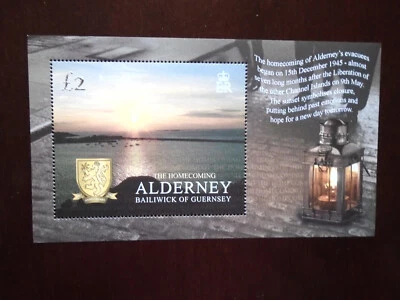 The homecoming of Alderney's evacuees
began on 15th December 1945 - almost
seven long months after the Liberation of
the other Channel Islands on 9th May.
The sunset symbolises closure,
putting behind past emotions and
hope for a new day tomorrow.
£2
THE HOMECOMING
ALDERNEY
BAILIWICK OF GUERNSEY